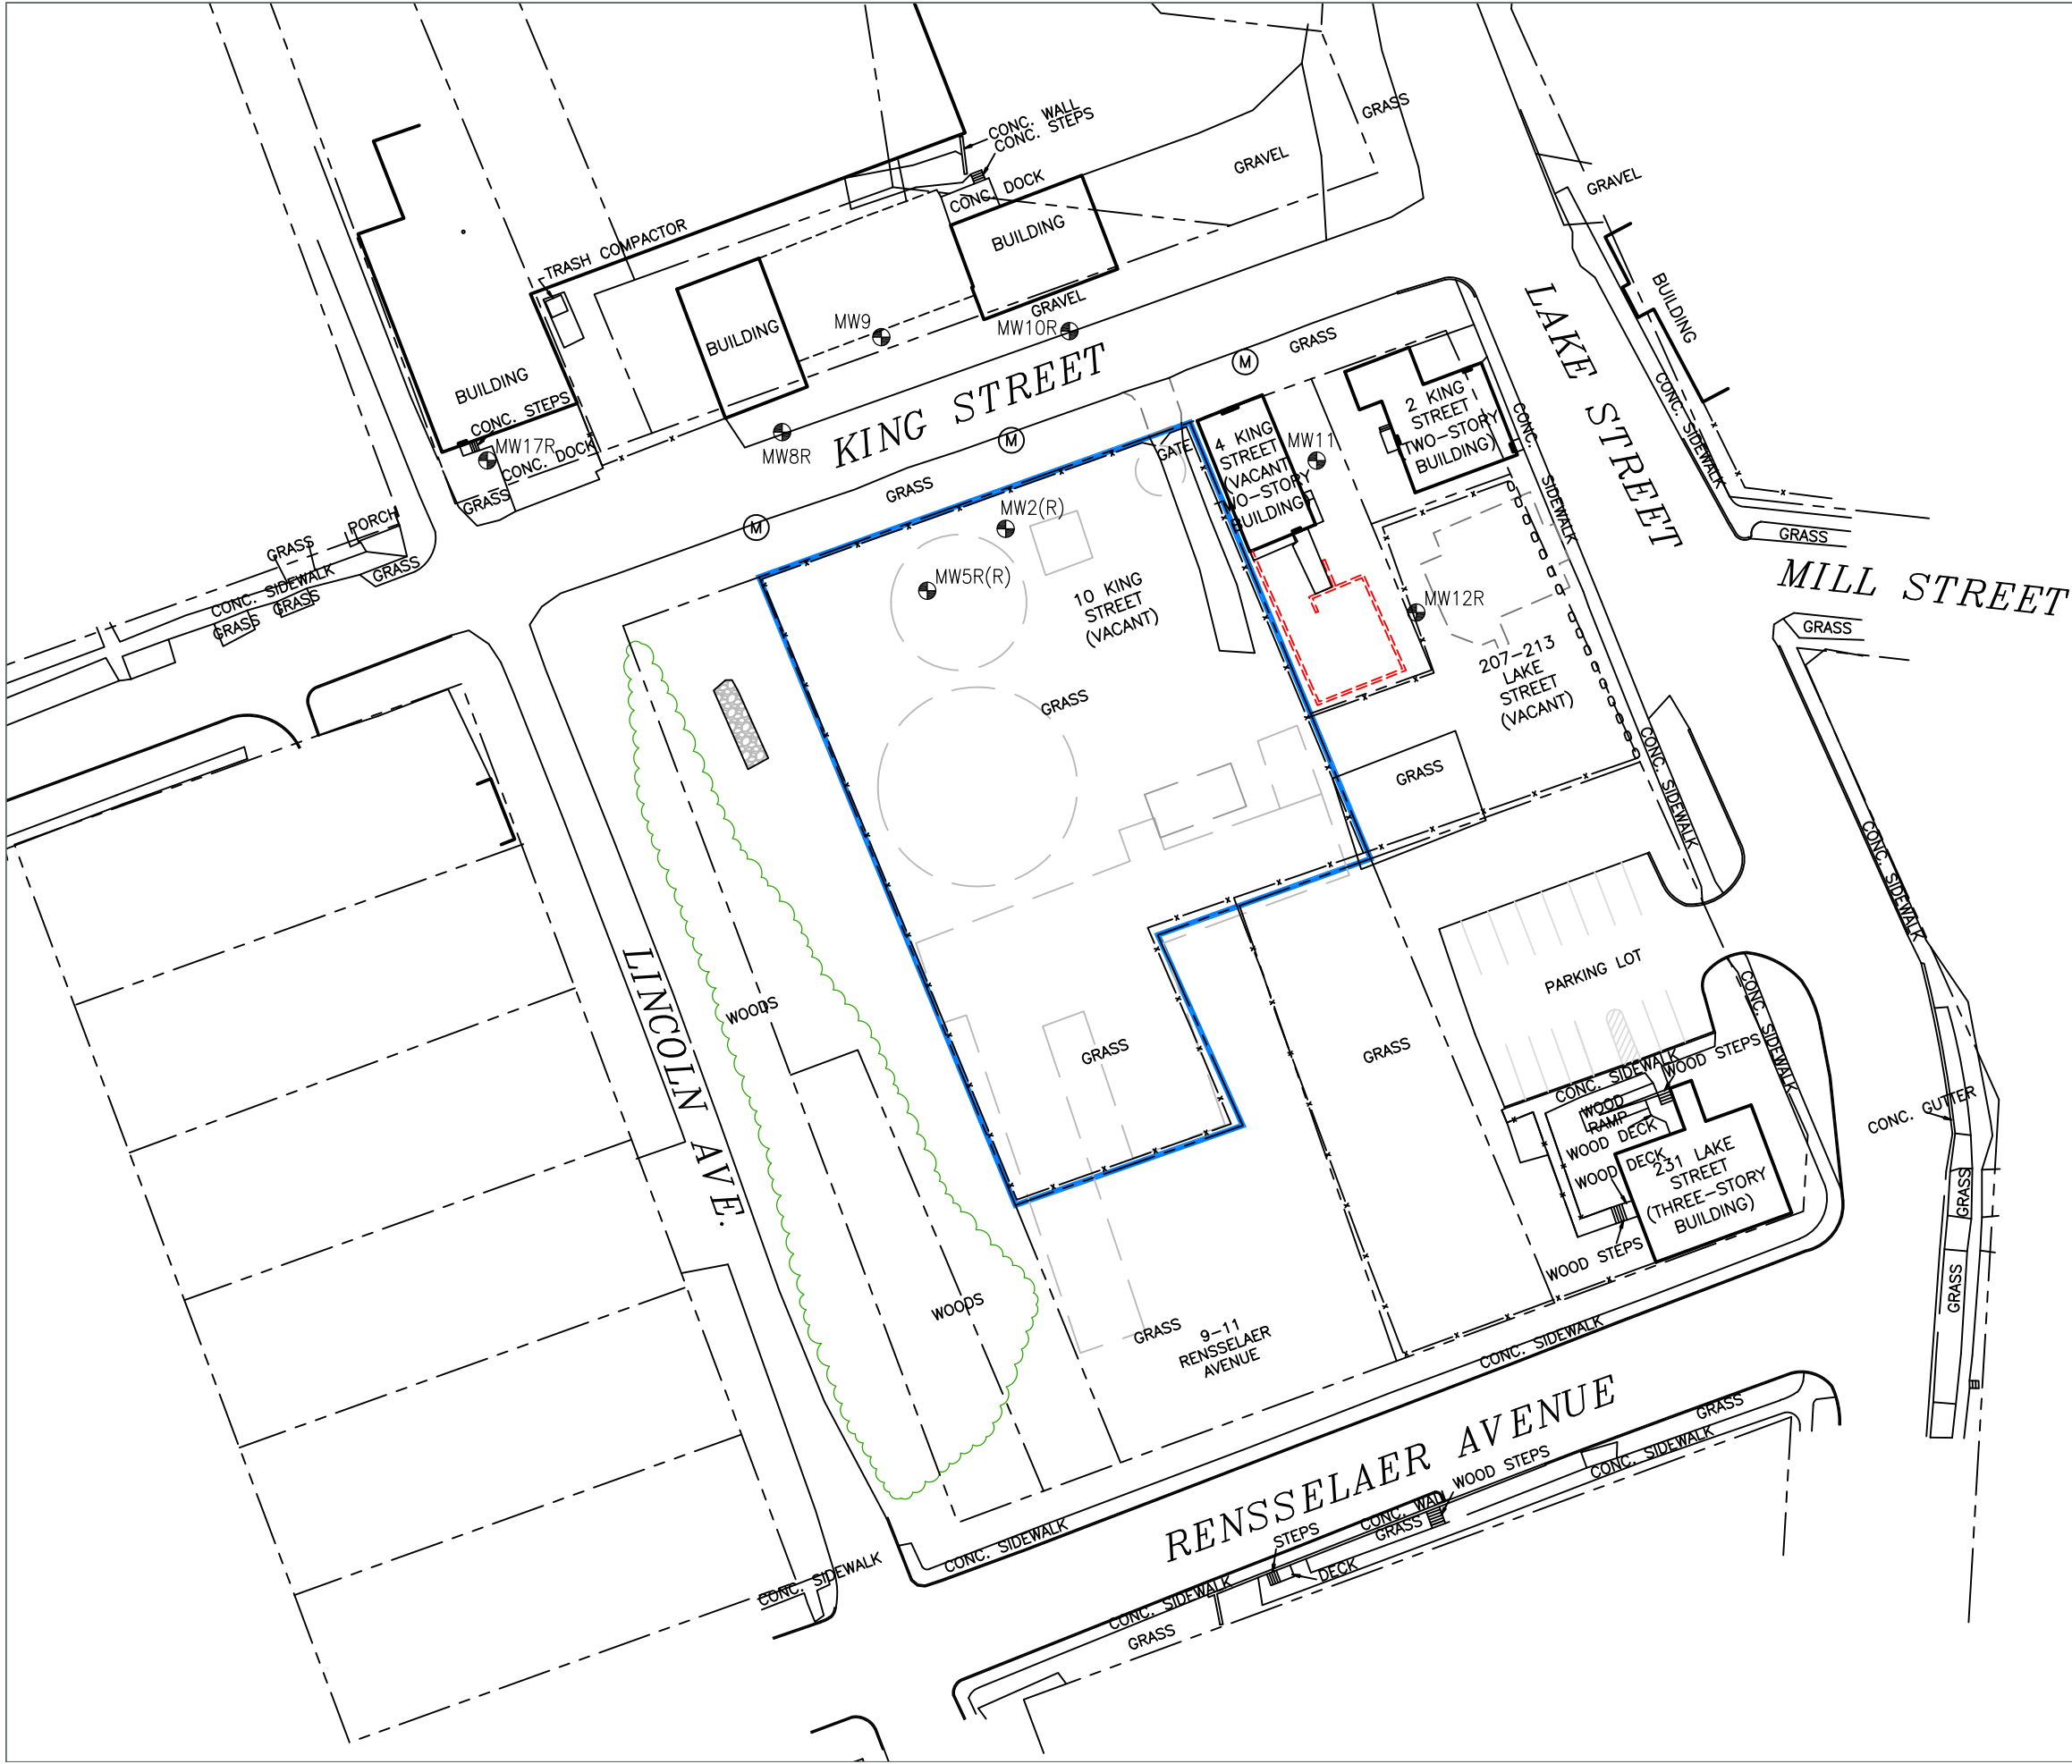 CONC. WALL
CONC. STEPS
GRASS
GRAVEL
GRAVEL
CONC. DOCK
BUILDING
TRASH COMPACTOR
GRAVEL
BUILDING
BUILDING
MW9
MW10R
BUILDING
CONC. STEPS
MW17R
CONC. DOCK
GRASS
MW8R
KING STREET
M
GRASS
LAKE STREET
CONC. SIDEWALK
2 KING
STREET
(TWO-STORY
BUILDING)
CONC.
SIDEWALK
4 KING
STREET
(VACANT
TWO-STORY
BUILDING)
MW11
GATE
M
GRASS
M
MW2(R)
PORCH
GRASS
GRASS
CONC. SIDEWALK
GRASS
GRASS
GRASS
MILL STREET
GRASS
MW5R(R)
10 KING
STREET
(VACANT)
MW12R
207-213
LAKE
STREET
(VACANT)
GRASS
GRASS
CONC. SIDEWALK
CONC. SIDEWALK
LINCOLN AVE.
WOODS
PARKING LOT
CONC. SIDEWALK
GRASS
GRASS
WOOD STEPS
CONC. SIDEWALK
WOOD
RAMP
WOOD DECK
WOOD DECK
CONC. GUTTER
231 LAKE
STREET
(THREE-STORY
BUILDING)
GRASS
WOOD STEPS
GRASS
WOODS
GRASS
9-11
RENSSELAER
AVENUE
CONC. SIDEWALK
RENSSELAER AVENUE
GRASS
CONC. SIDEWALK
WOOD STEPS
CONC. WALL
GRASS
STEPS
DECK
CONC. SIDEWALK
CONC. SIDEWALK
CONC. SIDEWALK
GRASS